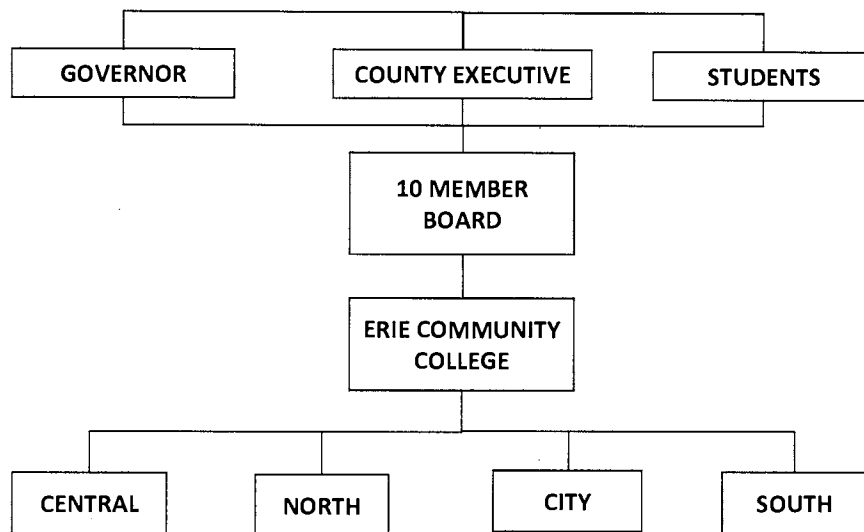 GOVERNOR
COUNTY EXECUTIVE
STUDENTS
10 MEMBER
BOARD
ERIE COMMUNITY
COLLEGE
CENTRAL
NORTH
CITY
SOUTH